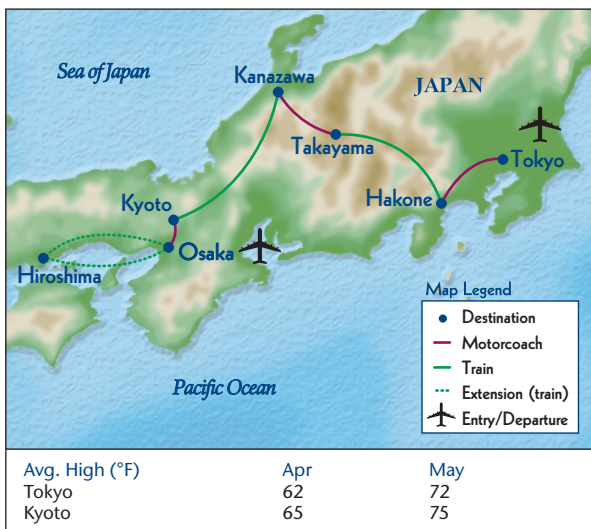 Sea of Japan
Kanazawa
JAPAN
Takayama
Tokyo
Kyoto
Hakone
Osaka
Hiroshima
Pacific Ocean
Map Legend
Destination
Motorcoach
Train
Extension (train)
Entry/Departure
Avg. High (°F) Apr May
Tokyo 62 72
Kyoto 65 75